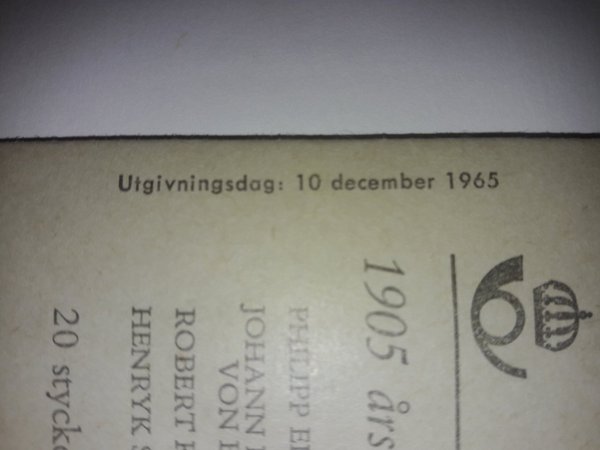 Utgivningsdag: 10 december 1965
1905 års
PHILIPP
JOHANN
VON
ROBERT
HENRYK
20